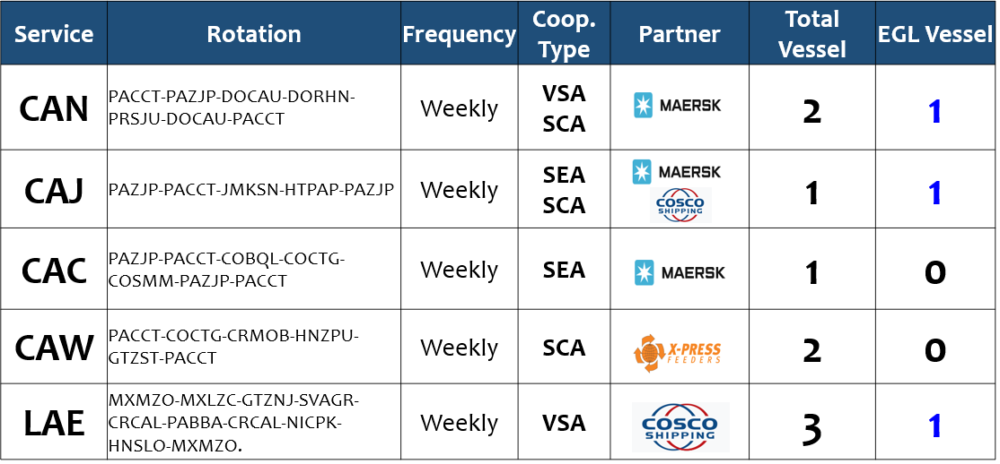 Service Rotation Frequency Coop. Type Partner Total Vessel EGL Vessel
CAN
PACCT-PAZJP-DOCAU-DORHN-
PRSJU-DOCAU-PACCT
Weekly
VSA
SCA
MAERSK
2
1
CAJ
PAZJP-PACCT-JMKSN-HTPAP-PAZJP
Weekly
SEA
SCA
MAERSK
COSCO
SHIPPING
1
1
CAC
PAZJP-PACCT-COBQL-COCTG-
COSMM-PAZJP-PACCT
Weekly
SEA
MAERSK
1
0
CAW
PACCT-COCTG-CRMOB-HNZPU-
GTZST-PACCT
Weekly
SCA
X-PRESS
FEEDERS
2
0
LAE
MXMZO-MXLZC-GTZNJ-SVAGR-
CRCAL-PABBA-CRCAL-NICPK-
HNSLO-MXMZO.
Weekly
VSA
COSCO
SHIPPING
3
1